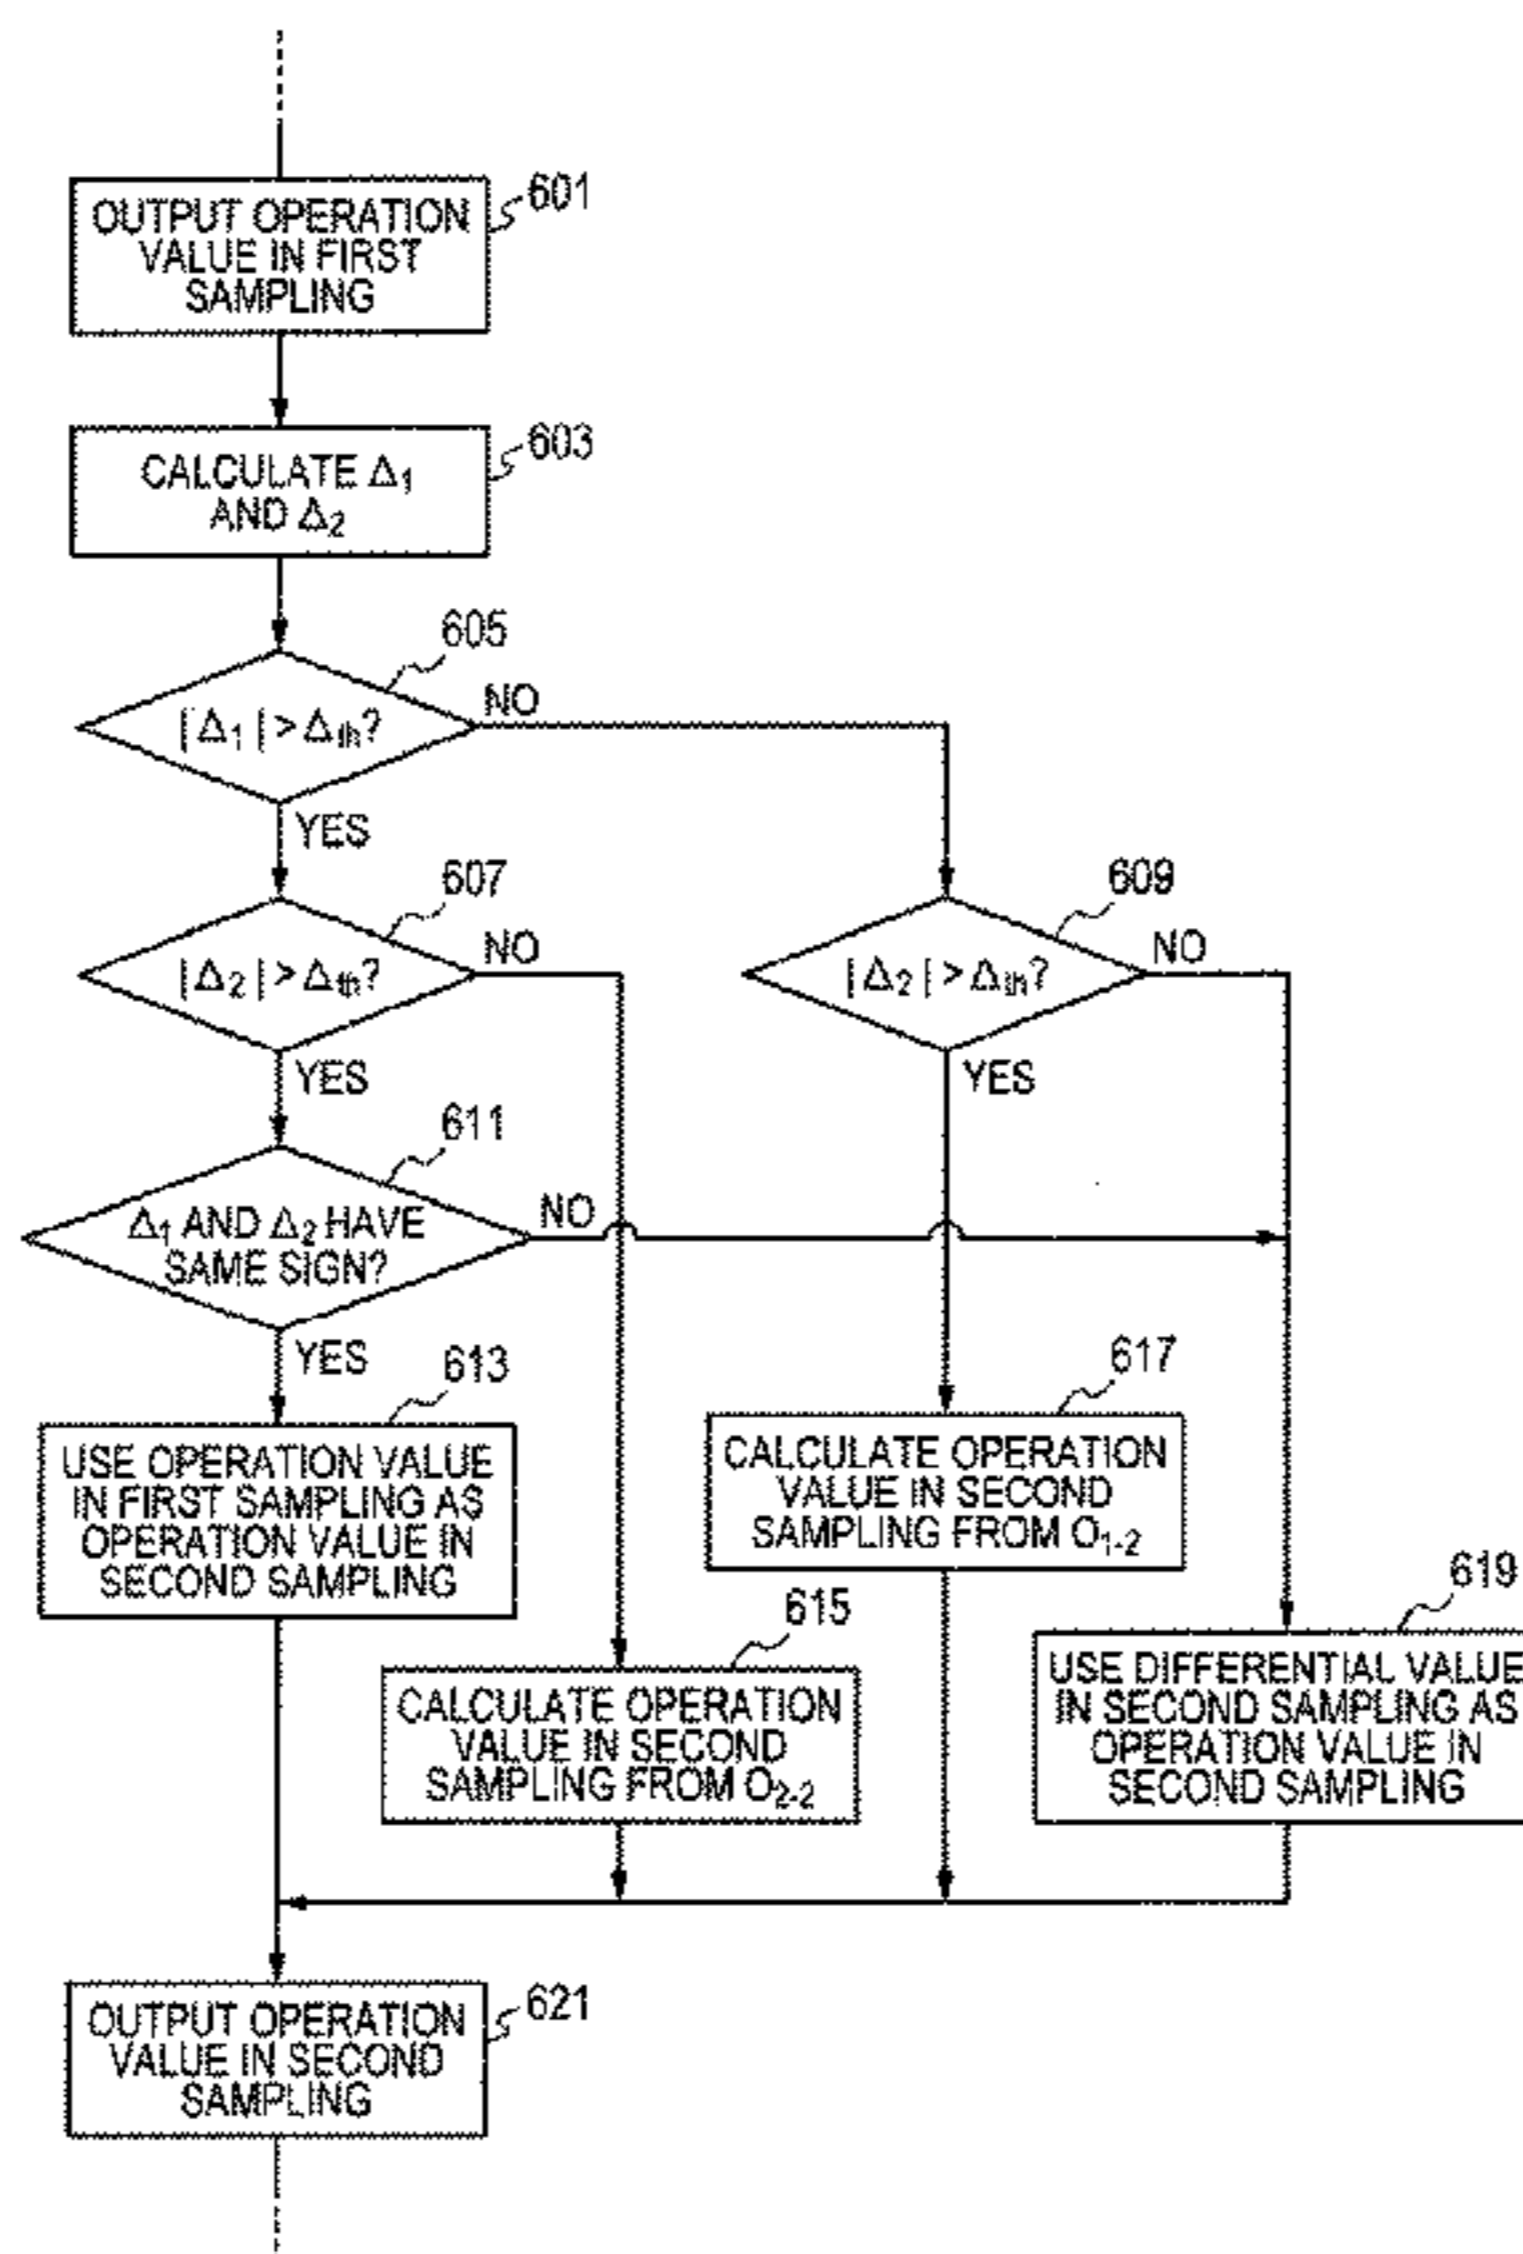 OUTPUT OPERATION
VALUE IN FIRST
SAMPLING
601
CALCULATE Δ1
AND Δ2
603
605
|Δ1|>Δth?
NO
YES
607
|Δ2|>Δth?
NO
YES
609
|Δ2|>Δth?
NO
YES
611
Δ1 AND Δ2 HAVE
SAME SIGN?
NO
YES
613
USE OPERATION VALUE
IN FIRST SAMPLING AS
OPERATION VALUE IN
SECOND SAMPLING
617
CALCULATE OPERATION
VALUE IN SECOND
SAMPLING FROM O1-2
615
CALCULATE OPERATION
VALUE IN SECOND
SAMPLING FROM O2-2
619
USE DIFFERENTIAL VALUE
IN SECOND SAMPLING AS
OPERATION VALUE IN
SECOND SAMPLING
OUTPUT OPERATION
VALUE IN SECOND
SAMPLING
621